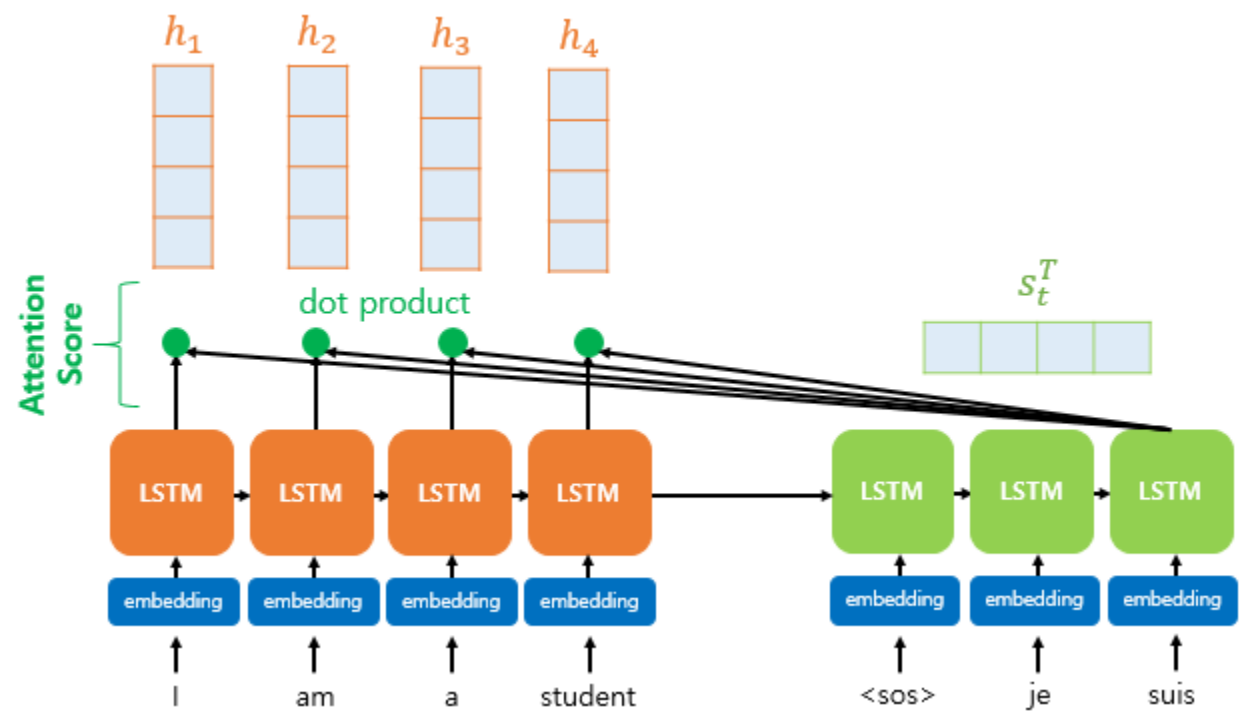 h₁ h₂ h₃ h₄
dot product
Attention
Score
sₜᵀ
LSTM LSTM LSTM LSTM LSTM LSTM LSTM
embedding embedding embedding embedding embedding embedding embedding
I am a student <sos> je suis